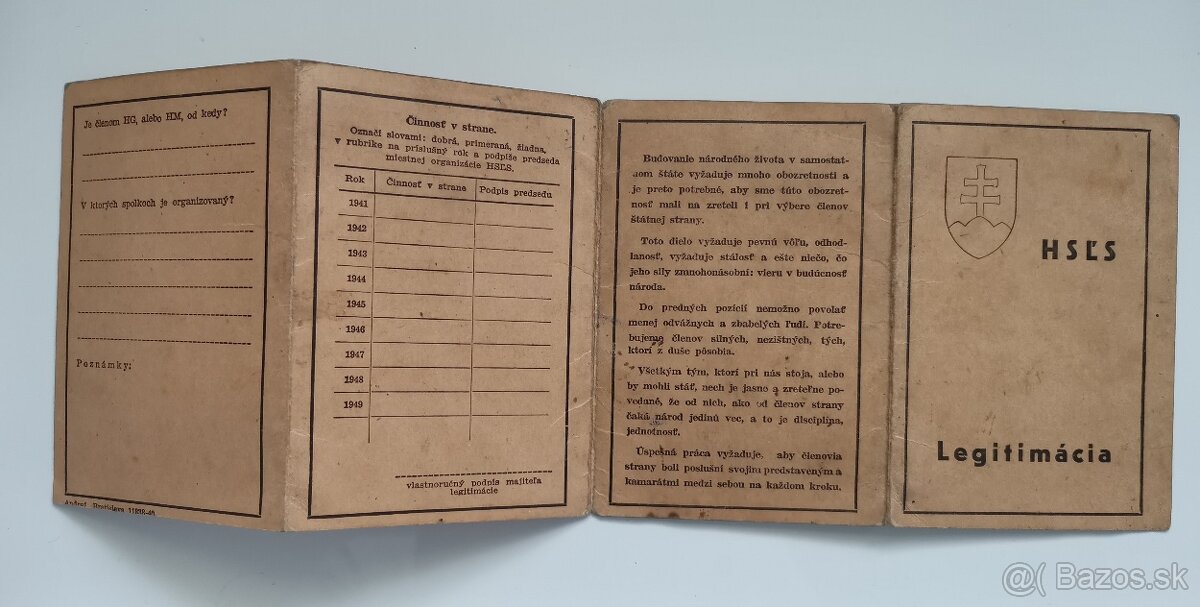 Je členom HG, alebo HM, od kedy?
V ktorých spolkoch je organizovaný?
Peznámky:
Andrej, Bratislava 11838-40
Činnosť v strane.
Označí slovami: dobrá, primeraná, žiadna,
v rubrike na príslušný rok a podpíše predseda
miestnej organizácie HSĽS.
Rok Činnosť v strane Podpis predsedu
1941
1942
1943
1944
1945
1946
1947
1948
1949
vlastnoručný podpis majiteľa
legitimácie
Budovanie národného života v samostat-
nom štáte vyžaduje mnoho obozretnosti a
je preto potrebné, aby sme túto obozret-
nosť mali na zreteli i pri výbere členov
štátnej strany.
Toto dielo vyžaduje pevnú vôľu, odhod-
lanosť, vyžaduje stálosť a ešte niečo, čo
jeho sily zmnohonásobní: vieru v budúcnosť
národa.
Do predných pozícií nemožno povolať
menej odvážnych a zbabelých ľudí. Potre-
bujeme členov silných, nezištných, tých,
ktorí z duše pôsobia.
Všetkým tým, ktorí pri nás stoja, alebo
by mohli stáť, nech je jasno a zreteľne po-
vedané, že od nich, ako od členov strany
čaká národ jedinú vec, a to je disciplína,
jednotnosť.
Úspešná práca vyžaduje, aby členovia
strany boli poslušní svojim predstaveným a
kamarátmi medzi sebou na každom kroku.
HSĽS
Legitimácia
@( Bazos.sk